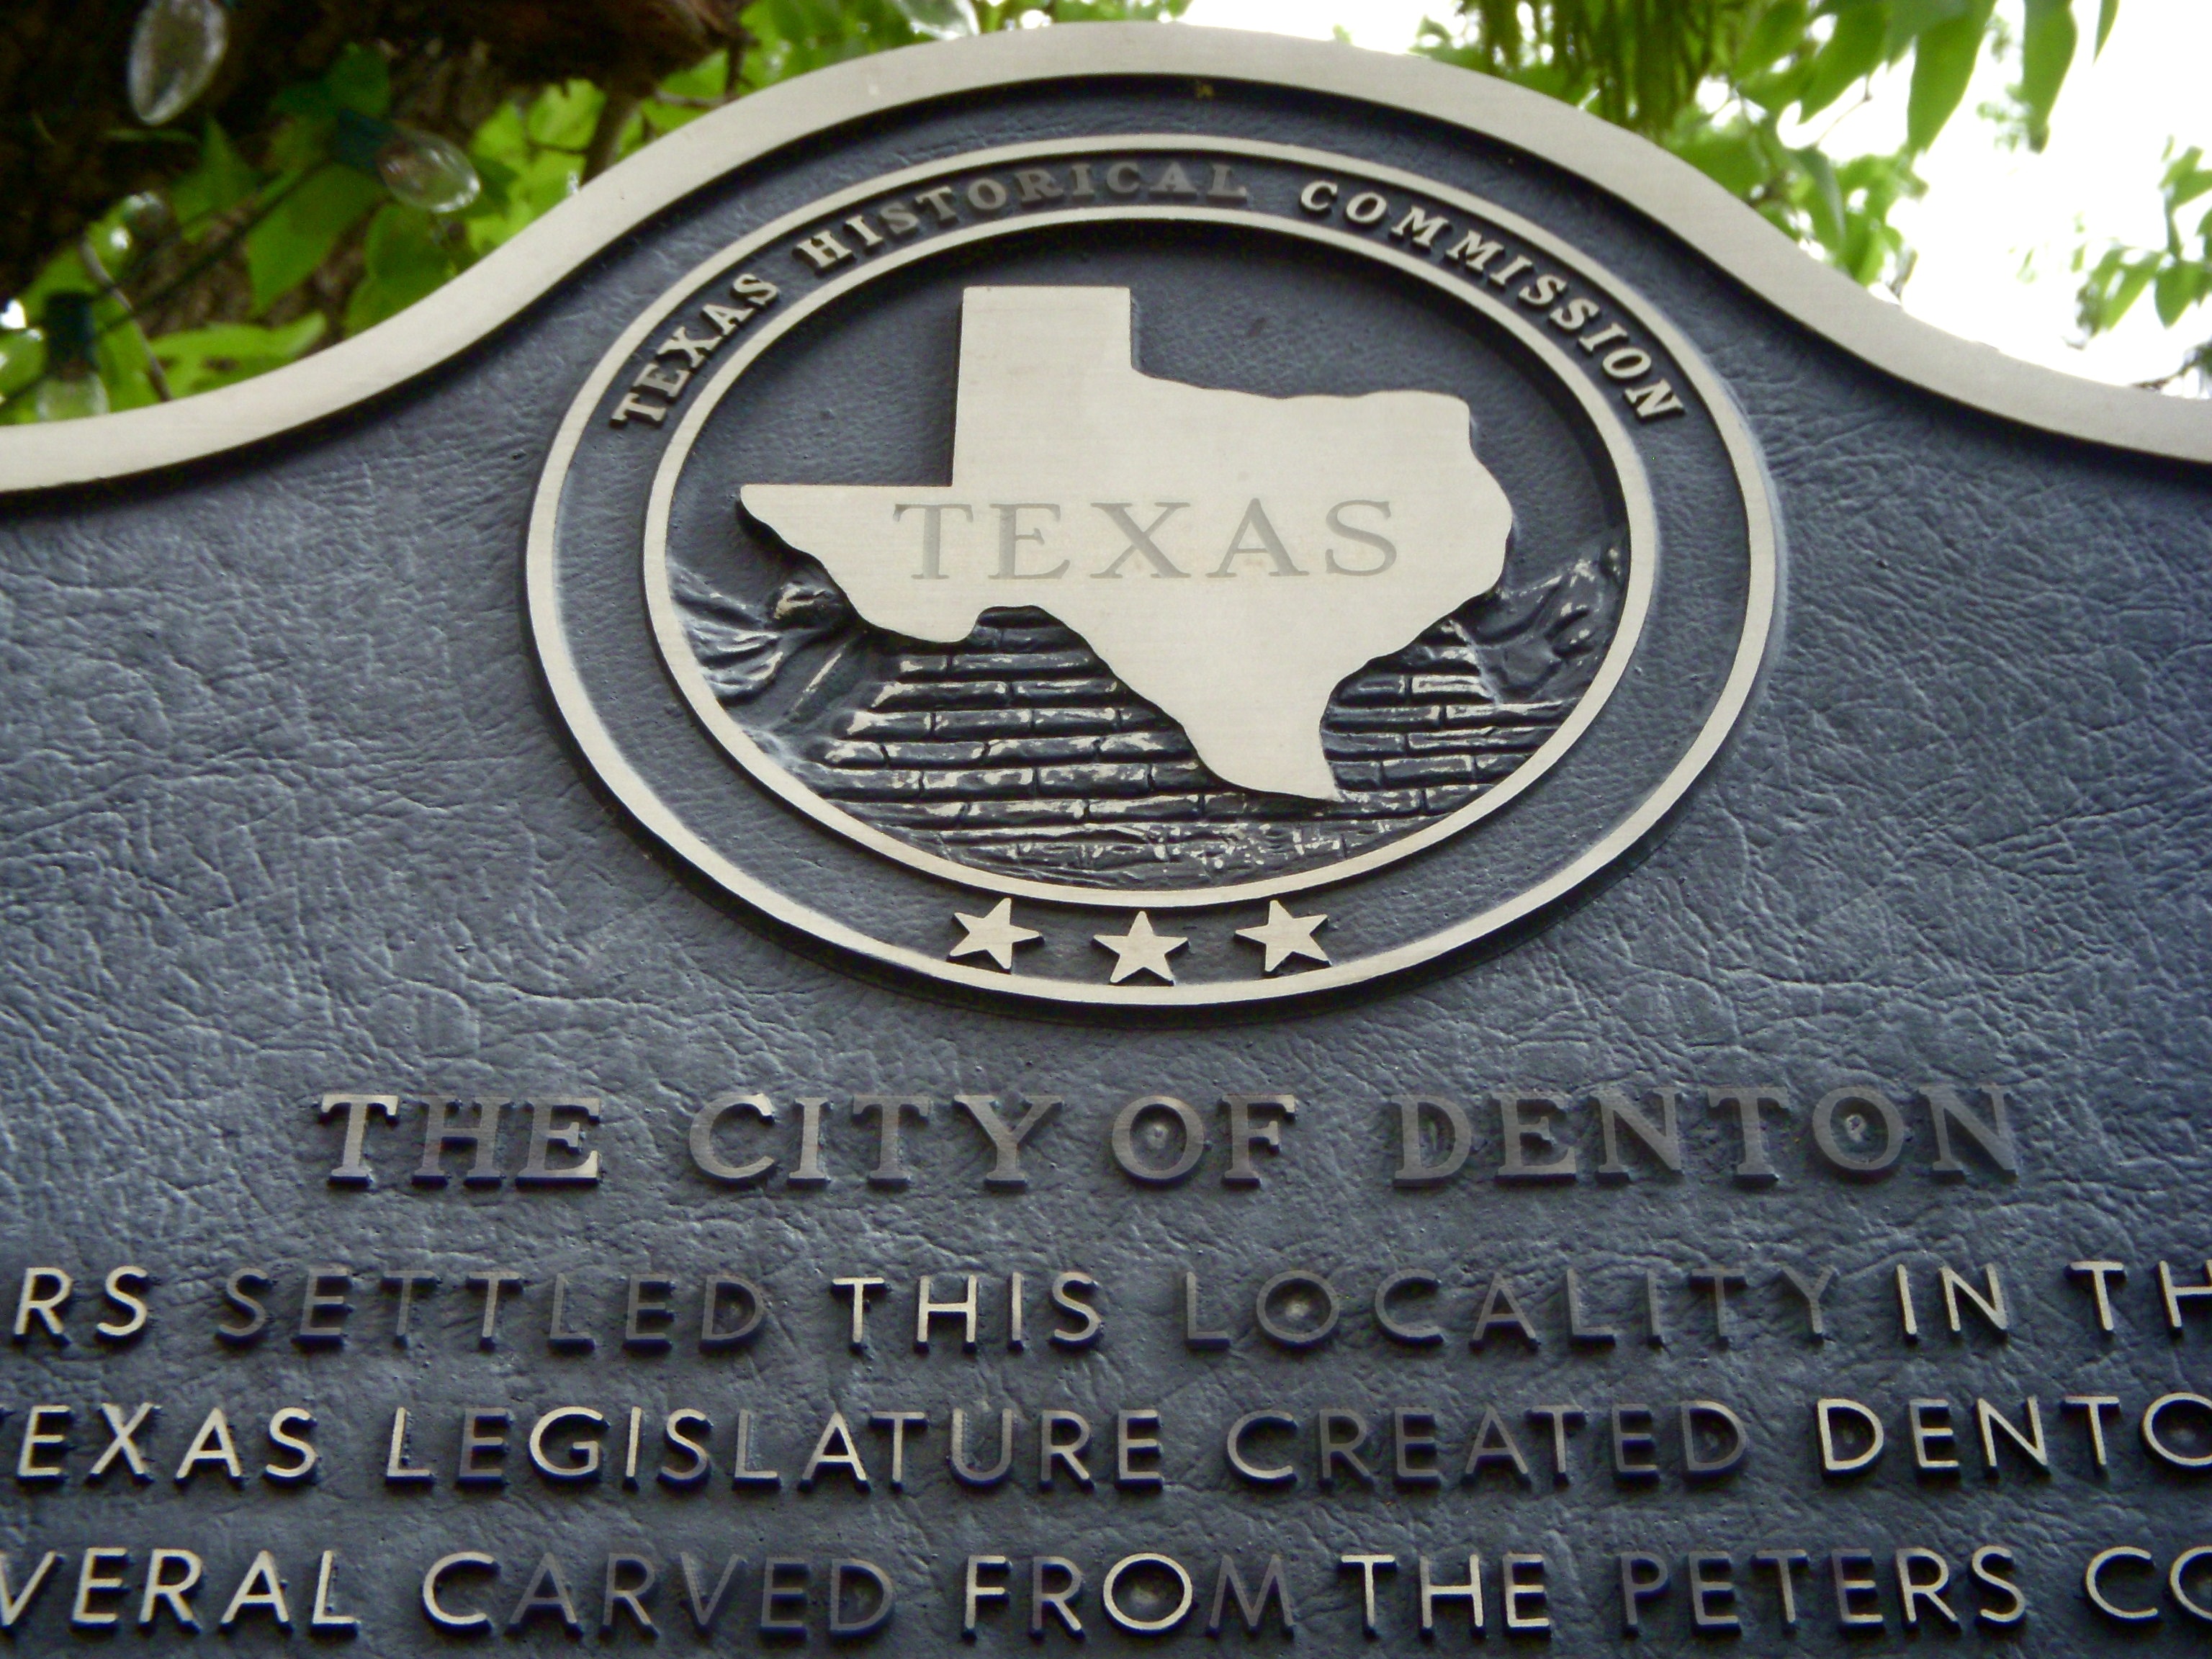 TEXAS HISTORICAL COMMISSION
TEXAS
THE CITY OF DENTON
RS SETTLED THIS LOCALITY IN TH
EXAS LEGISLATURE CREATED DENTO
VERAL CARVED FROM THE PETERS CO